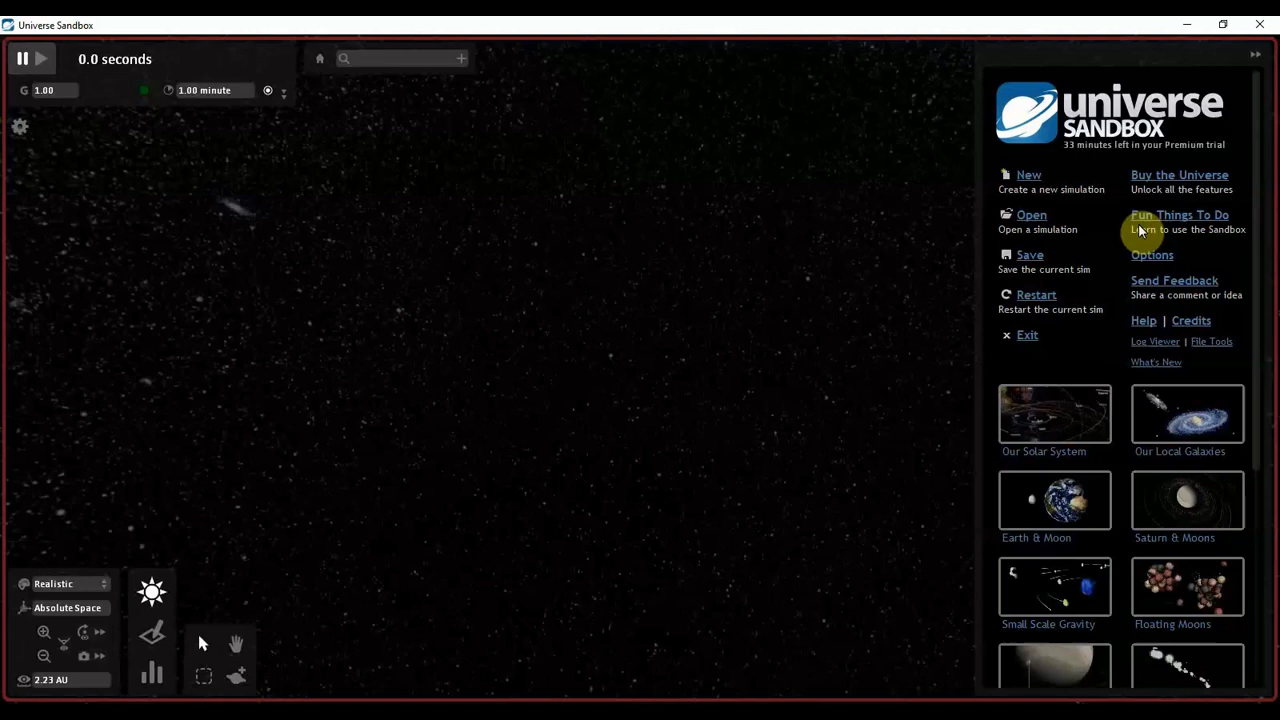 Universe Sandbox
0.0 seconds
G 1.00
1.00 minute
universe
SANDBOX
33 minutes left in your Premium trial
New
Create a new simulation
Open
Open a simulation
Save
Save the current sim
Restart
Restart the current sim
Exit
Buy the Universe
Unlock all the features
Fun Things To Do
Learn to use the Sandbox
Options
Send Feedback
Share a comment or idea
Help | Credits
Log Viewer | File Tools
What's New
Our Solar System
Our Local Galaxies
Earth & Moon
Saturn & Moons
Small Scale Gravity
Floating Moons
Realistic
Absolute Space
2.23 AU